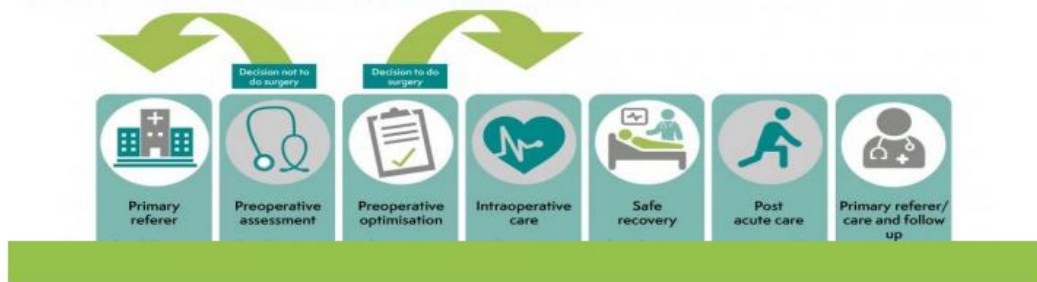 Decision not to
do surgery
Decision to do
surgery
Primary
referer
Preoperative
assessment
Preoperative
optimisation
Intraoperative
care
Safe
recovery
Post
acute care
Primary referer/
care and follow
up